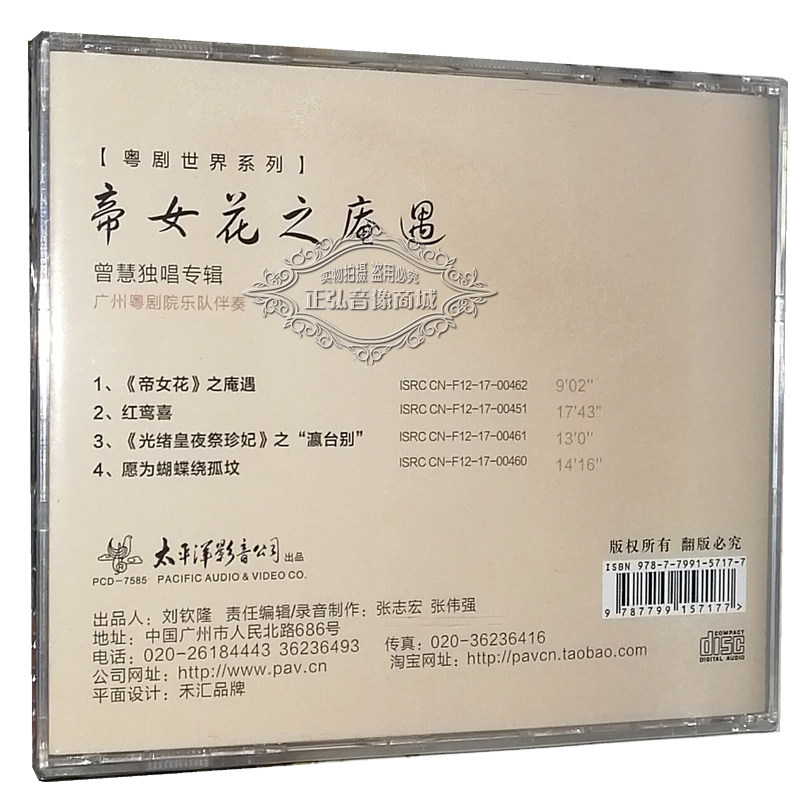 【粤剧世界系列】
帝女花之庵遇
曾慧独唱专辑
广州粤剧院乐队伴奏
实物拍摄 盗用必究
正弘音像商城
1、《帝女花》之庵遇 ISRC CN-F12-17-00462 9'02''
2、红鸾喜 ISRC CN-F12-17-00451 17'43''
3、《光绪皇夜祭珍妃》之“瀛台别” ISRC CN-F12-17-00461 13'0''
4、愿为蝴蝶绕孤坟 ISRC CN-F12-17-00460 14'16''
太平洋影音公司 出品
PCD-7585 PACIFIC AUDIO & VIDEO CO.
版权所有 翻版必究
ISBN 978-7-7991-5717-7
9 787799 157177 >
COMPACT
disc
DIGITAL AUDIO
出品人：刘钦隆 责任编辑/录音制作：张志宏 张伟强
地址：中国广州市人民北路686号
电话：020-26184443 36236493 传真：020-36236416
公司网址：http://www.pav.cn 淘宝网址：http://pavcn.taobao.com
平面设计：禾汇品牌